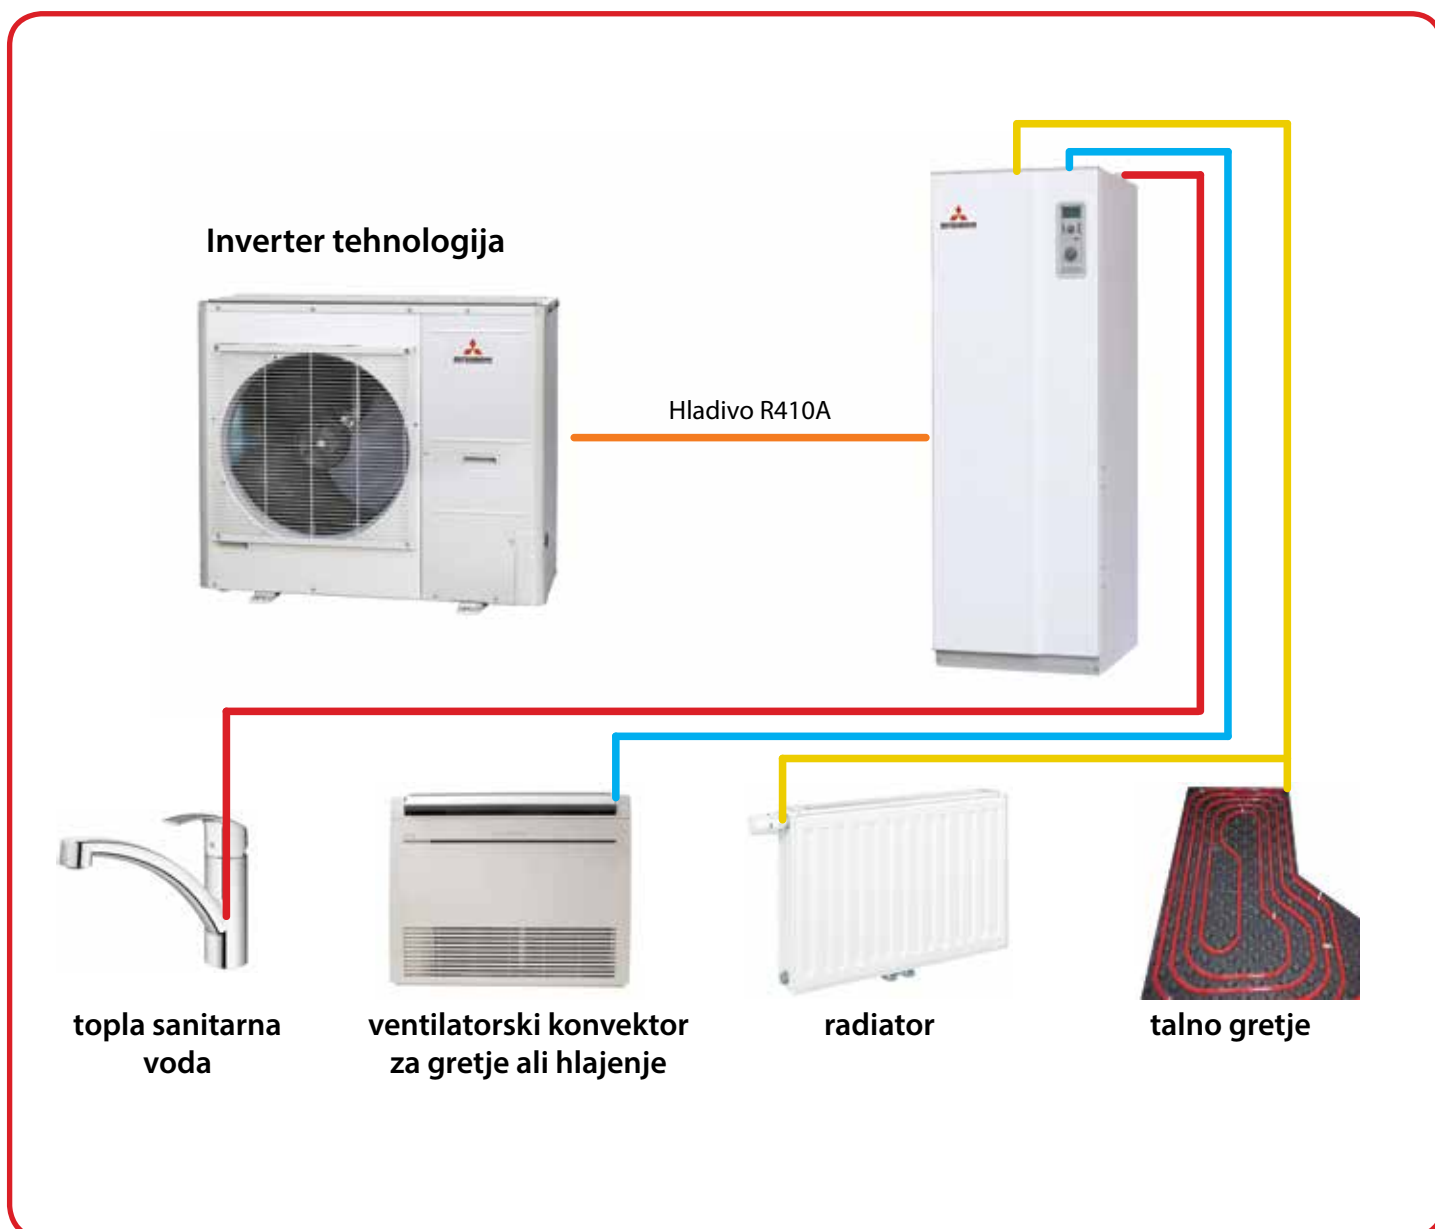 Inverter tehnologija
Hladivo R410A
topla sanitarna
voda
ventilatorski konvektor
za gretje ali hlajenje
radiator
talno gretje